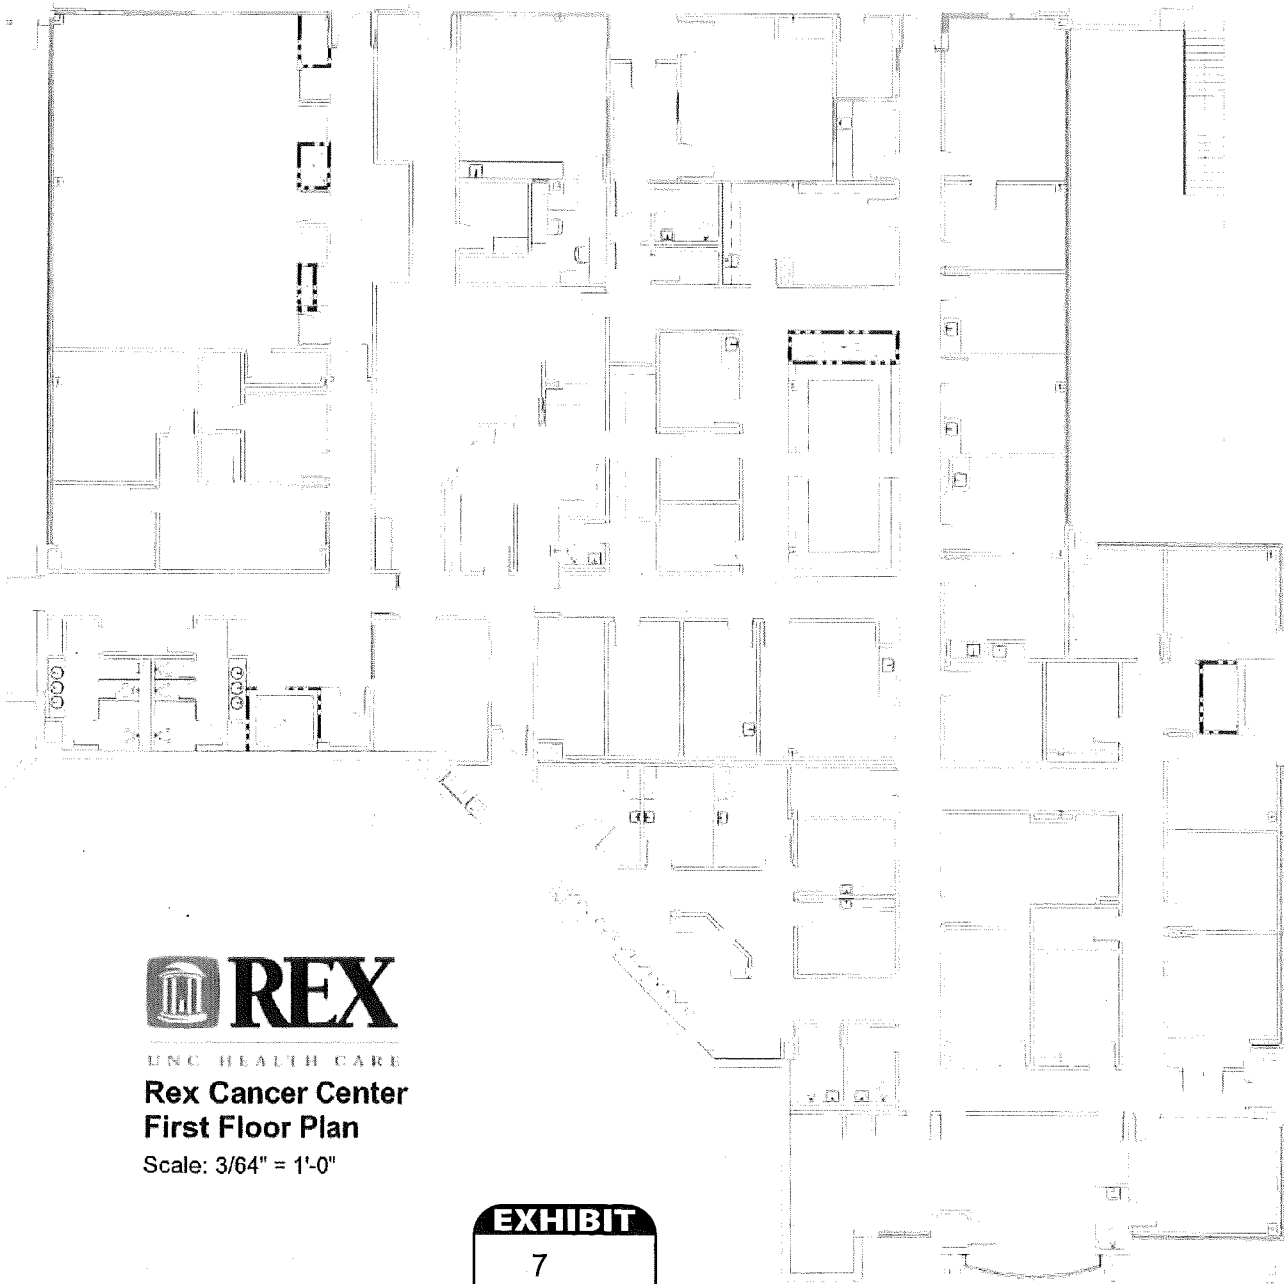 REX
UNC HEALTH CARE
Rex Cancer Center
First Floor Plan
Scale: 3/64" = 1'-0"
EXHIBIT
7